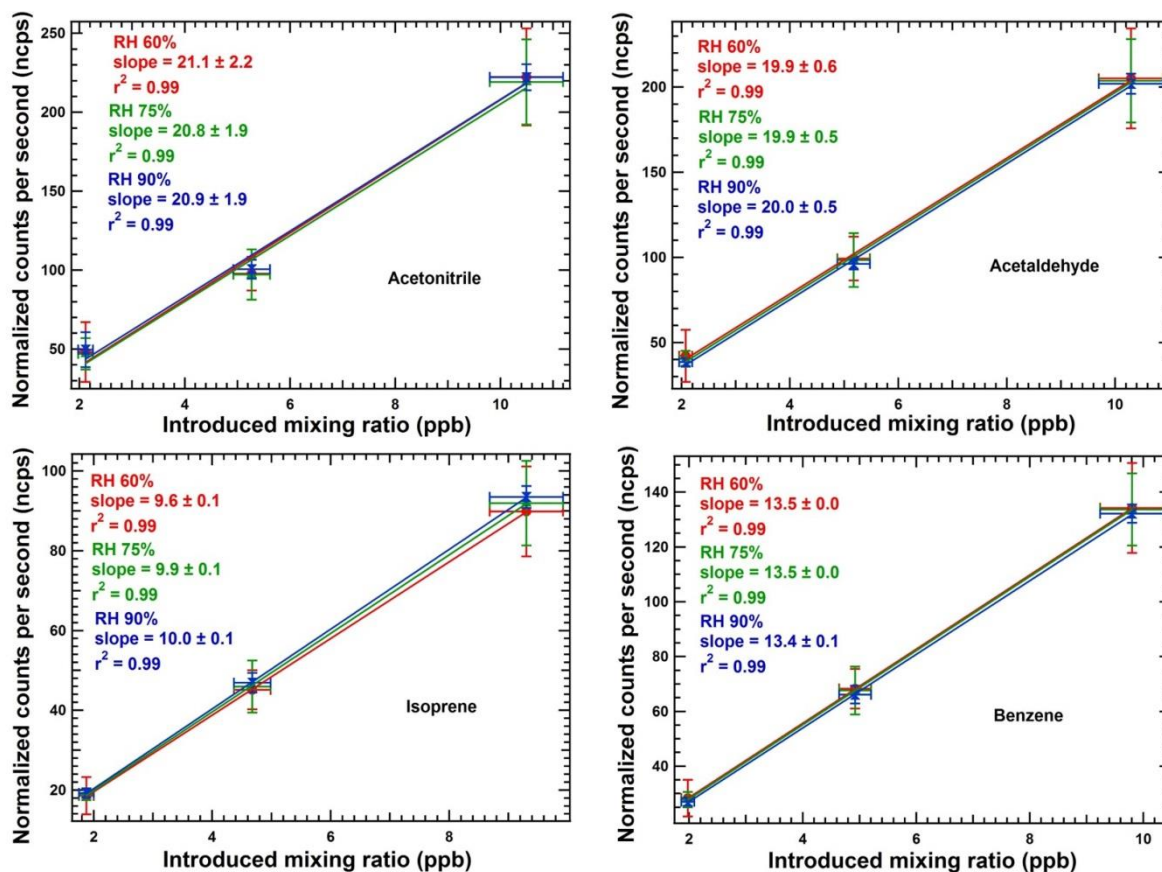 Normalized counts per second (ncps)
250
200
150
100
50
RH 60%
slope = 21.1 ± 2.2
r² = 0.99
RH 75%
slope = 20.8 ± 1.9
r² = 0.99
RH 90%
slope = 20.9 ± 1.9
r² = 0.99
Acetonitrile
2 4 6 8 10
Introduced mixing ratio (ppb)
Normalized counts per second (ncps)
200
150
100
50
RH 60%
slope = 19.9 ± 0.6
r² = 0.99
RH 75%
slope = 19.9 ± 0.5
r² = 0.99
RH 90%
slope = 20.0 ± 0.5
r² = 0.99
Acetaldehyde
2 4 6 8 10
Introduced mixing ratio (ppb)
Normalized counts per second (ncps)
100
80
60
40
20
RH 60%
slope = 9.6 ± 0.1
r² = 0.99
RH 75%
slope = 9.9 ± 0.1
r² = 0.99
RH 90%
slope = 10.0 ± 0.1
r² = 0.99
Isoprene
2 4 6 8
Introduced mixing ratio (ppb)
Normalized counts per second (ncps)
140
120
100
80
60
40
RH 60%
slope = 13.5 ± 0.0
r² = 0.99
RH 75%
slope = 13.5 ± 0.0
r² = 0.99
RH 90%
slope = 13.4 ± 0.1
r² = 0.99
Benzene
2 4 6 8 10
Introduced mixing ratio (ppb)